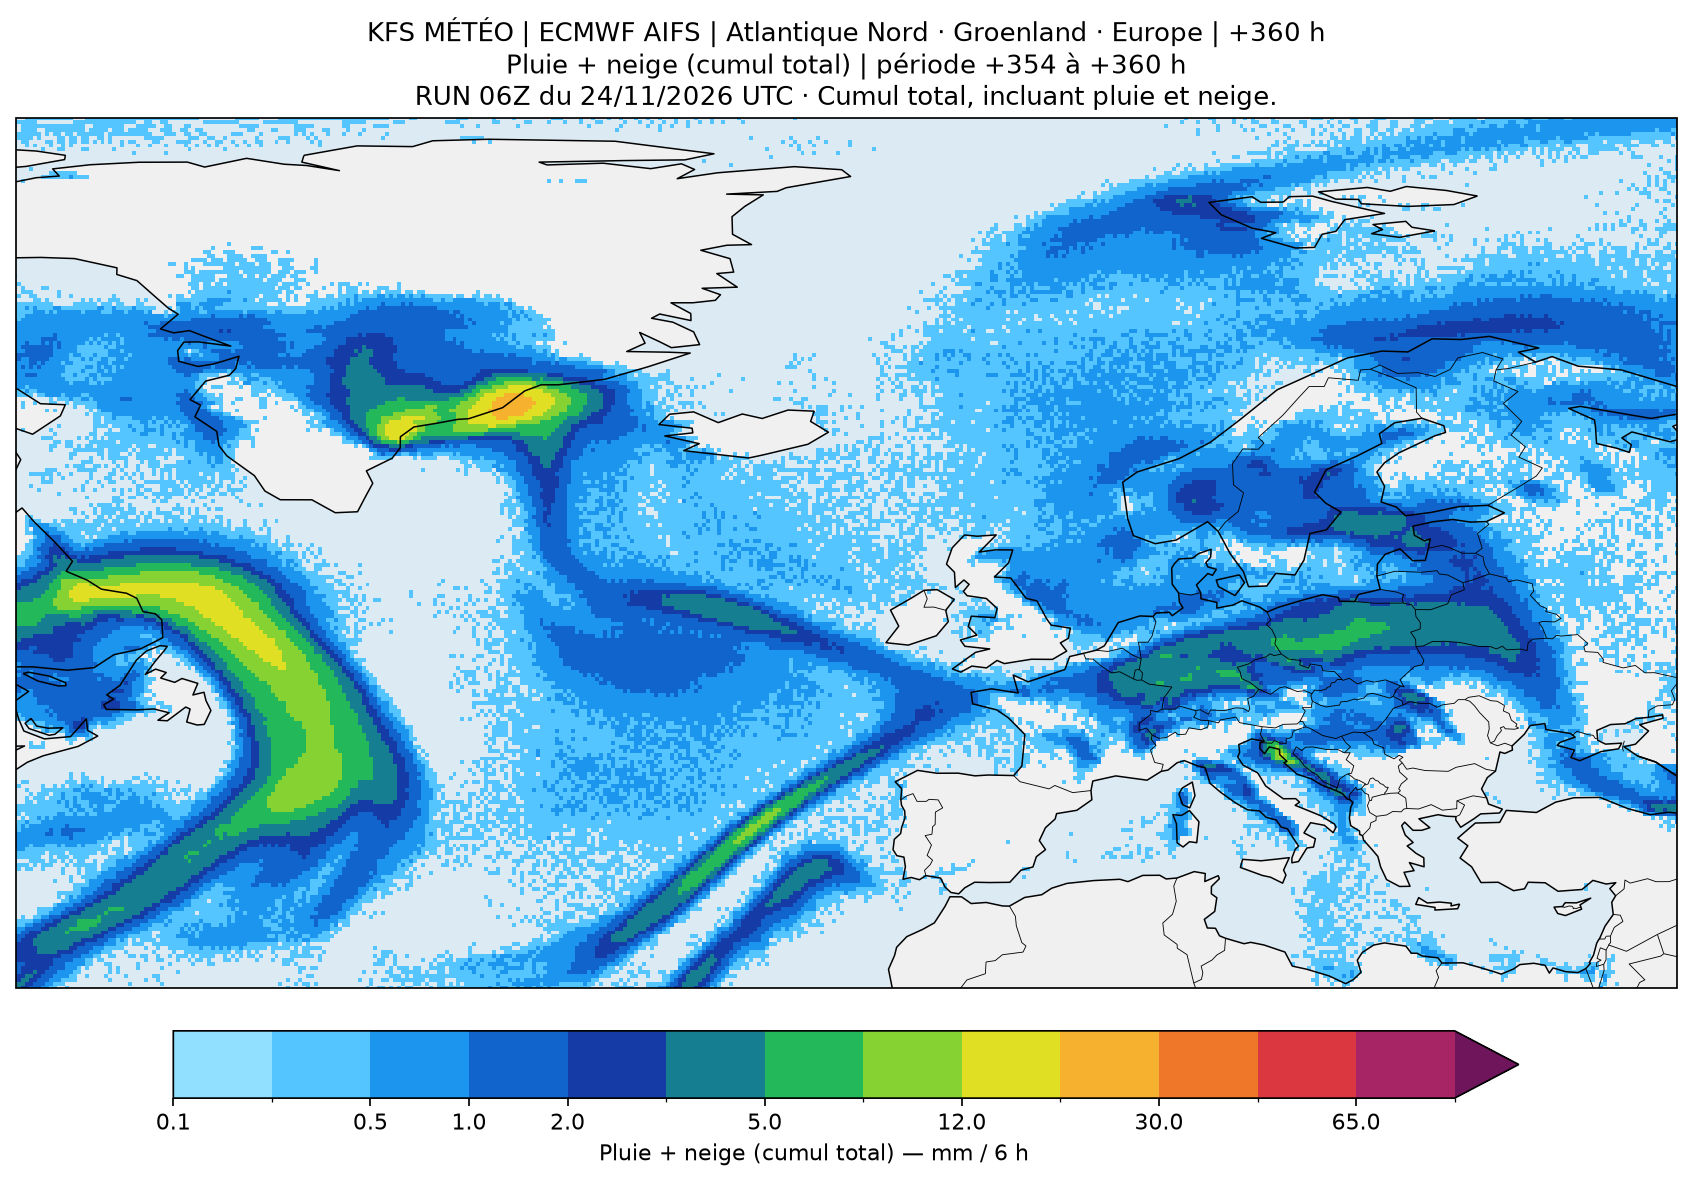 KFS MÉTÉO | ECMWF AIFS | Atlantique Nord · Groenland · Europe | +360 h
Pluie + neige (cumul total) | période +354 à +360 h
RUN 06Z du 24/11/2026 UTC · Cumul total, incluant pluie et neige.
0.1 0.5 1.0 2.0 5.0 12.0 30.0 65.0
Pluie + neige (cumul total) — mm / 6 h